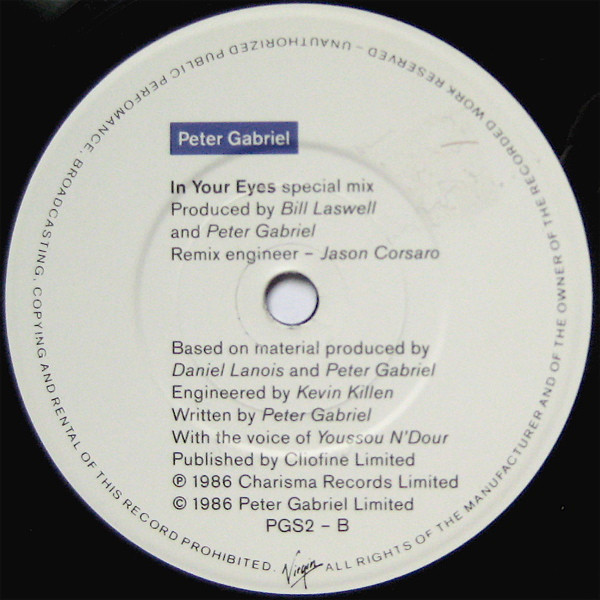 Peter Gabriel
In Your Eyes special mix
Produced by Bill Laswell
and Peter Gabriel
Remix engineer – Jason Corsaro
Based on material produced by
Daniel Lanois and Peter Gabriel
Engineered by Kevin Killen
Written by Peter Gabriel
With the voice of Youssou N'Dour
Published by Cliofine Limited
℗ 1986 Charisma Records Limited
© 1986 Peter Gabriel Limited
PGS2 – B
Virgin
ALL RIGHTS OF THE MANUFACTURER AND OF THE OWNER OF THE RECORDED WORK RESERVED – UNAUTHORIZED PUBLIC PERFOMANCE, BROADCASTING, COPYING AND RENTAL OF THIS RECORD PROHIBITED.